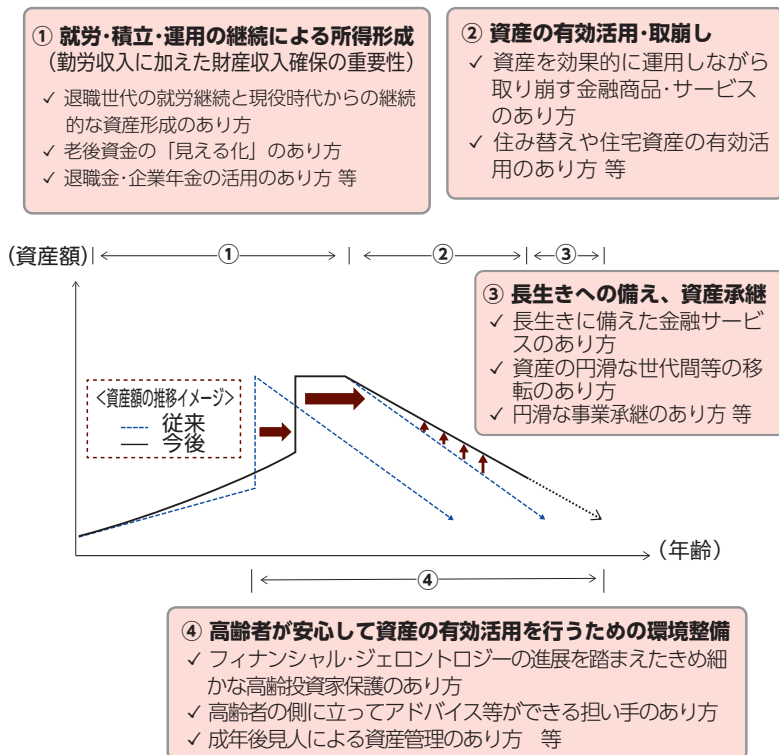 ① 就労・積立・運用の継続による所得形成
（勤労収入に加えた財産収入確保の重要性）
✓ 退職世代の就労継続と現役時代からの継続
的な資産形成のあり方
✓ 老後資金の「見える化」のあり方
✓ 退職金・企業年金の活用のあり方 等
② 資産の有効活用・取崩し
✓ 資産を効果的に運用しながら
取り崩す金融商品・サービス
のあり方
✓ 住み替えや住宅資産の有効活
用のあり方 等
（資産額）
①
②
③
③ 長生きへの備え、資産承継
✓ 長生きに備えた金融サービ
スのあり方
✓ 資産の円滑な世代間等の移
転のあり方
✓ 円滑な事業承継のあり方 等
<資産額の推移イメージ>
従来
今後
（年齢）
④
④ 高齢者が安心して資産の有効活用を行うための環境整備
✓ フィナンシャル・ジェロントロジーの進展を踏まえたきめ細
かな高齢投資家保護のあり方
✓ 高齢者の側に立ってアドバイス等ができる担い手のあり方
✓ 成年後見人による資産管理のあり方　等